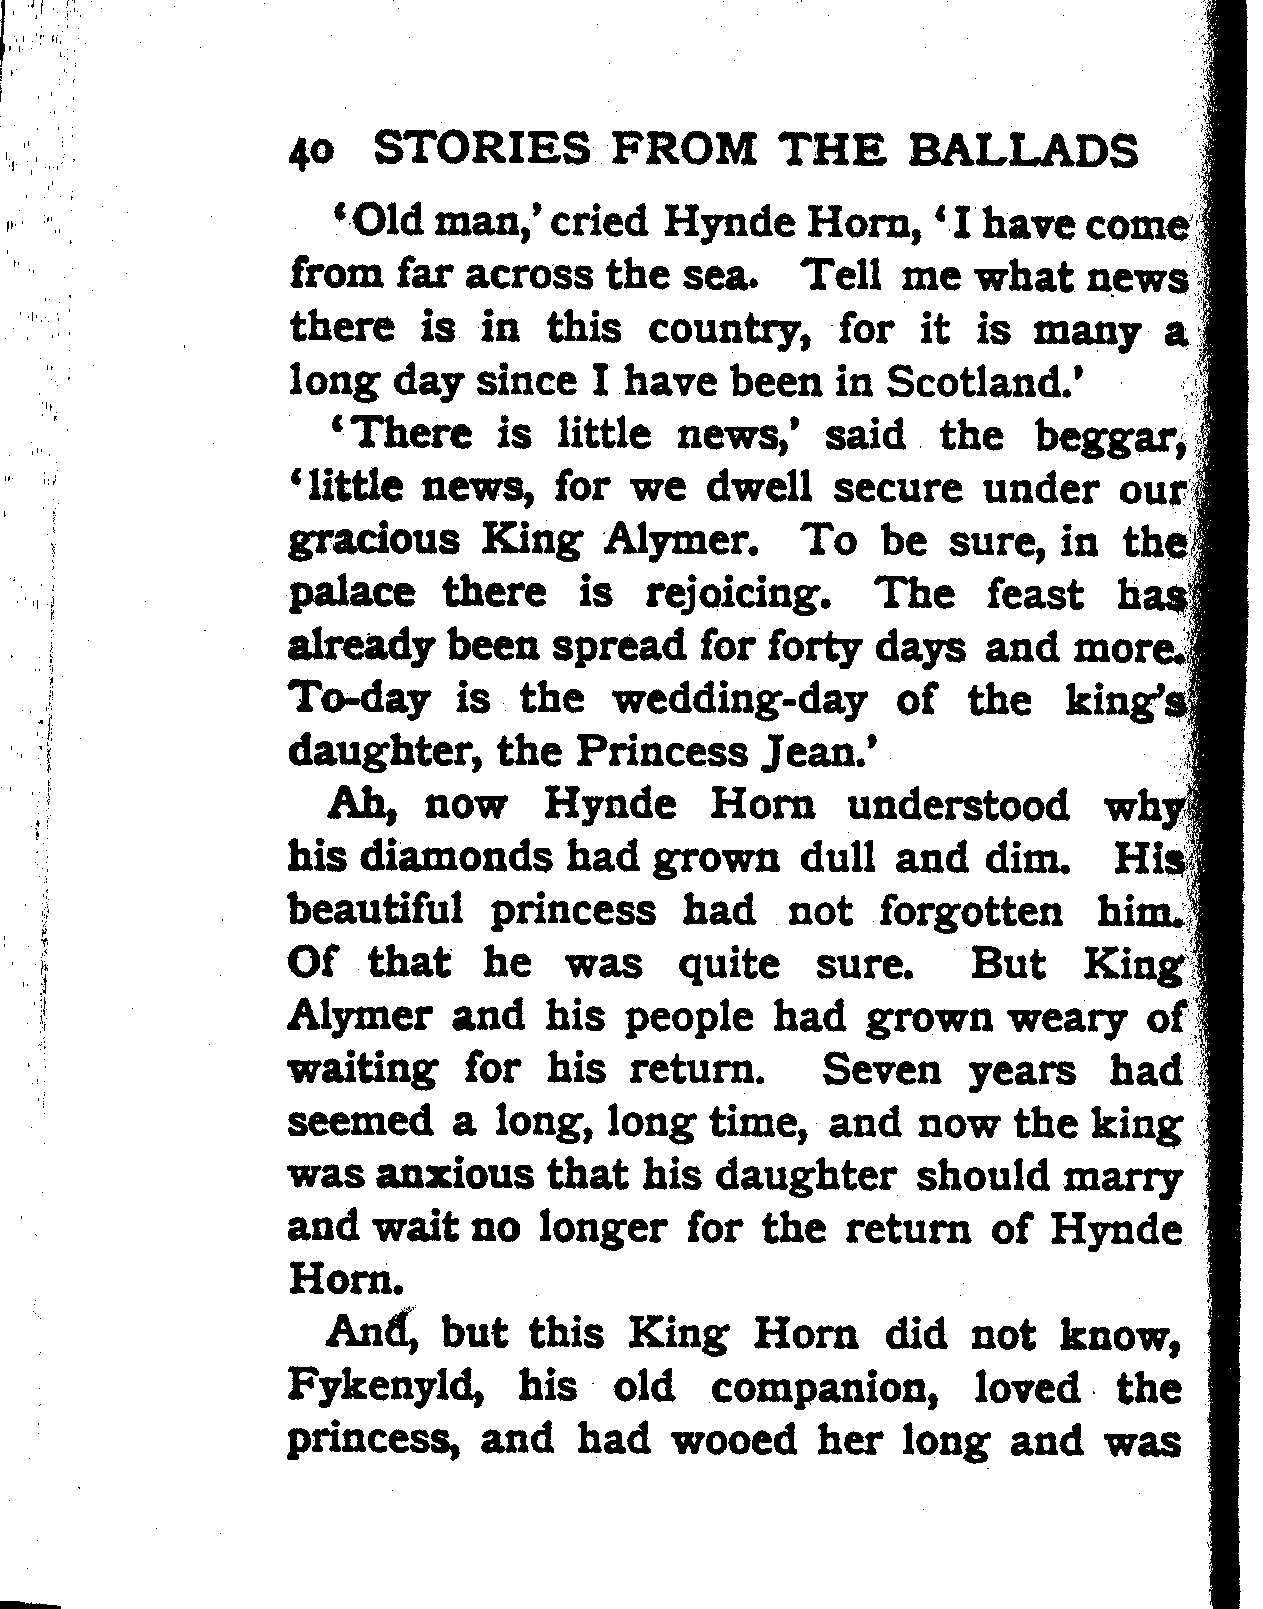 40 STORIES FROM THE BALLADS
‘Old man,’ cried Hynde Horn, ‘I have come
from far across the sea. Tell me what news
there is in this country, for it is many a
long day since I have been in Scotland.’
‘There is little news,’ said the beggar,
‘little news, for we dwell secure under our
gracious King Alymer. To be sure, in the
palace there is rejoicing. The feast has
already been spread for forty days and more.
To-day is the wedding-day of the king’s
daughter, the Princess Jean.’
Ah, now Hynde Horn understood why
his diamonds had grown dull and dim. His
beautiful princess had not forgotten him.
Of that he was quite sure. But King
Alymer and his people had grown weary of
waiting for his return. Seven years had
seemed a long, long time, and now the king
was anxious that his daughter should marry
and wait no longer for the return of Hynde
Horn.
And, but this King Horn did not know,
Fykenyld, his old companion, loved the
princess, and had wooed her long and was